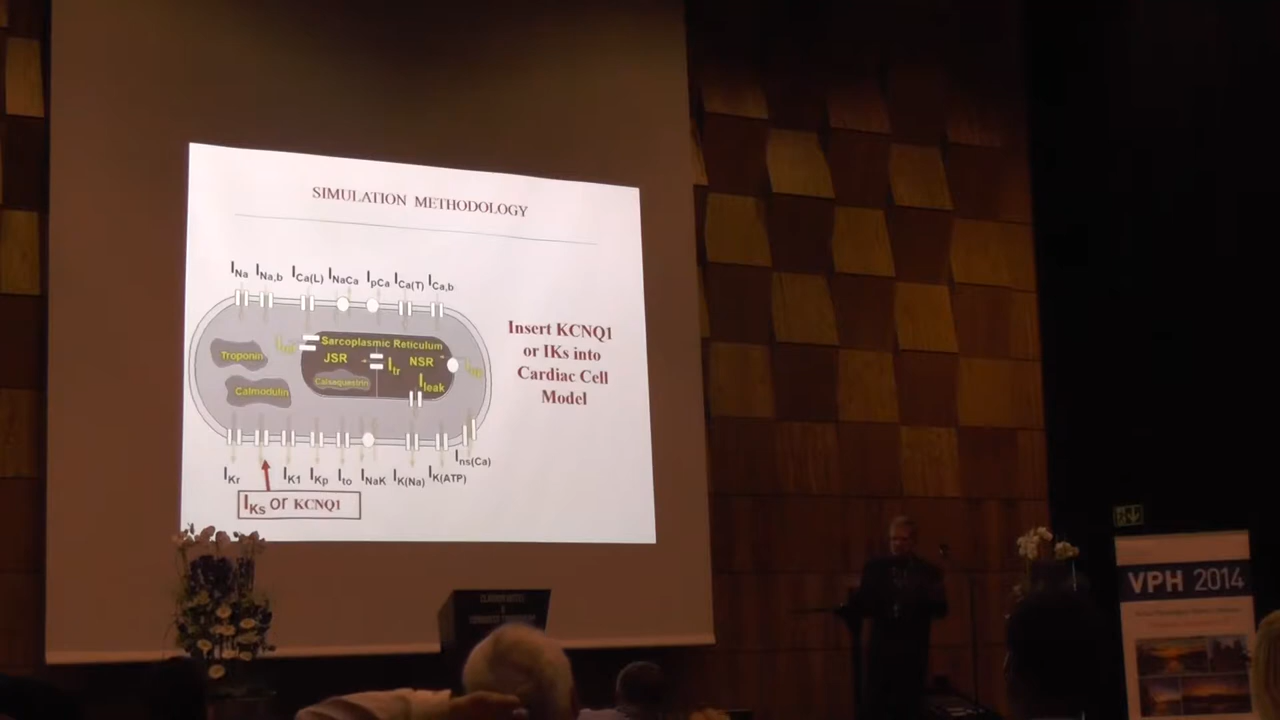 SIMULATION METHODOLOGY
INa INa,b ICa(L) INaCa IpCa ICa(T) ICa,b
Sarcoplasmic Reticulum
JSR
NSR
Itr
Ileak
Calsequestrin
Troponin
Calmodulin
Insert KCNQ1
or IKs into
Cardiac Cell
Model
Ins(Ca)
IKr IK1 IKp Ito INaK IK(Na) IK(ATP)
IKs or KCNQ1
VPH 2014